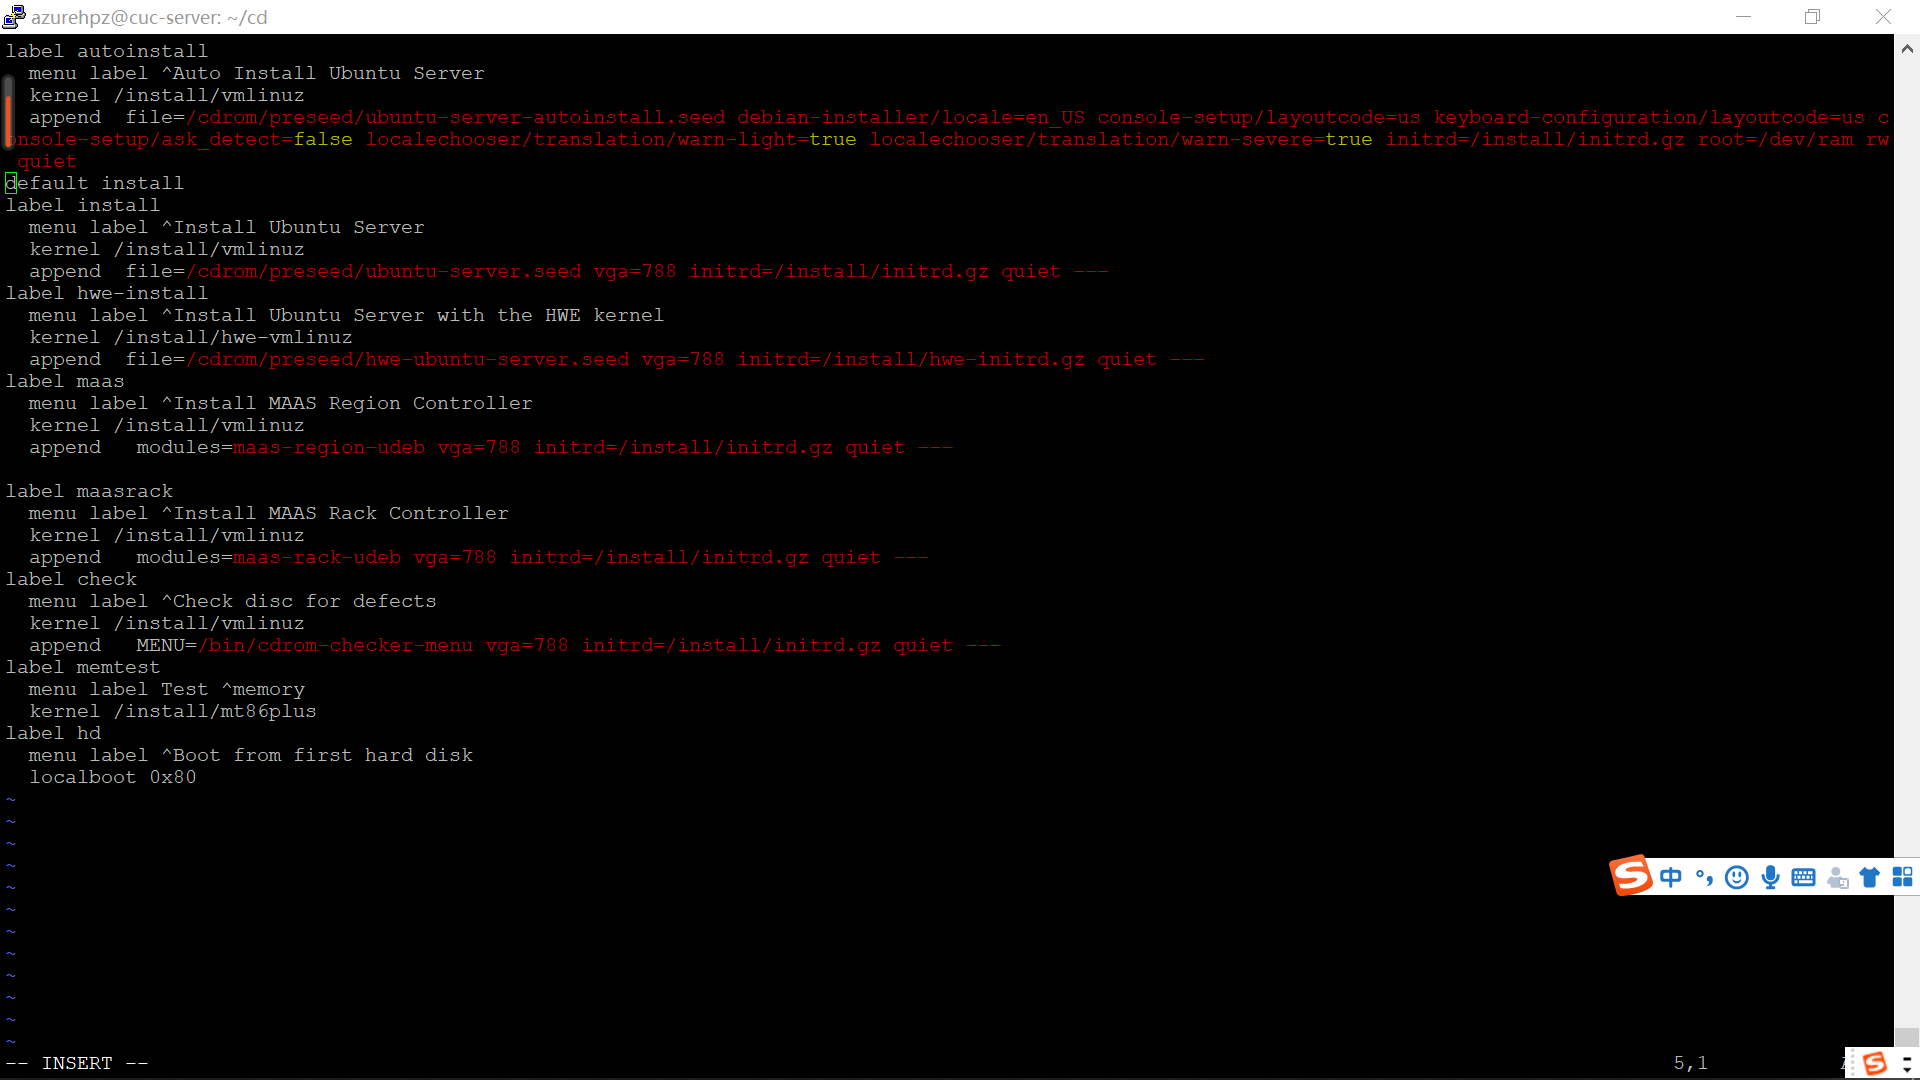 azurehpz@cuc-server: ~/cd
label autoinstall
  menu label ^Auto Install Ubuntu Server
  kernel /install/vmlinuz
  append  file=/cdrom/preseed/ubuntu-server-autoinstall.seed debian-installer/locale=en_US console-setup/layoutcode=us keyboard-configuration/layoutcode=us c
onsole-setup/ask_detect=false localechooser/translation/warn-light=true localechooser/translation/warn-severe=true initrd=/install/initrd.gz root=/dev/ram rw
 quiet
default install
label install
  menu label ^Install Ubuntu Server
  kernel /install/vmlinuz
  append  file=/cdrom/preseed/ubuntu-server.seed vga=788 initrd=/install/initrd.gz quiet ---
label hwe-install
  menu label ^Install Ubuntu Server with the HWE kernel
  kernel /install/hwe-vmlinuz
  append  file=/cdrom/preseed/hwe-ubuntu-server.seed vga=788 initrd=/install/hwe-initrd.gz quiet ---
label maas
  menu label ^Install MAAS Region Controller
  kernel /install/vmlinuz
  append   modules=maas-region-udeb vga=788 initrd=/install/initrd.gz quiet ---

label maasrack
  menu label ^Install MAAS Rack Controller
  kernel /install/vmlinuz
  append   modules=maas-rack-udeb vga=788 initrd=/install/initrd.gz quiet ---
label check
  menu label ^Check disc for defects
  kernel /install/vmlinuz
  append   MENU=/bin/cdrom-checker-menu vga=788 initrd=/install/initrd.gz quiet ---
label memtest
  menu label Test ^memory
  kernel /install/mt86plus
label hd
  menu label ^Boot from first hard disk
  localboot 0x80
~
~
~
~
~
~
~
~
~
~
~
~
中
-- INSERT -- 5,1